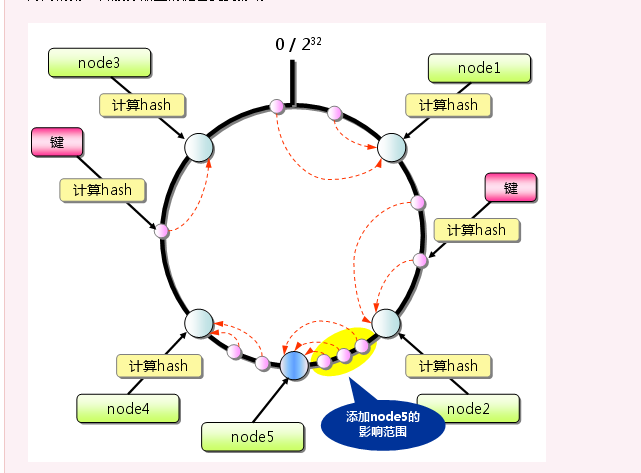 0 / 2³²
node3
node1
计算hash
计算hash
键
计算hash
键
计算hash
计算hash
计算hash
node4
node5
添加node5的
影响范围
node2